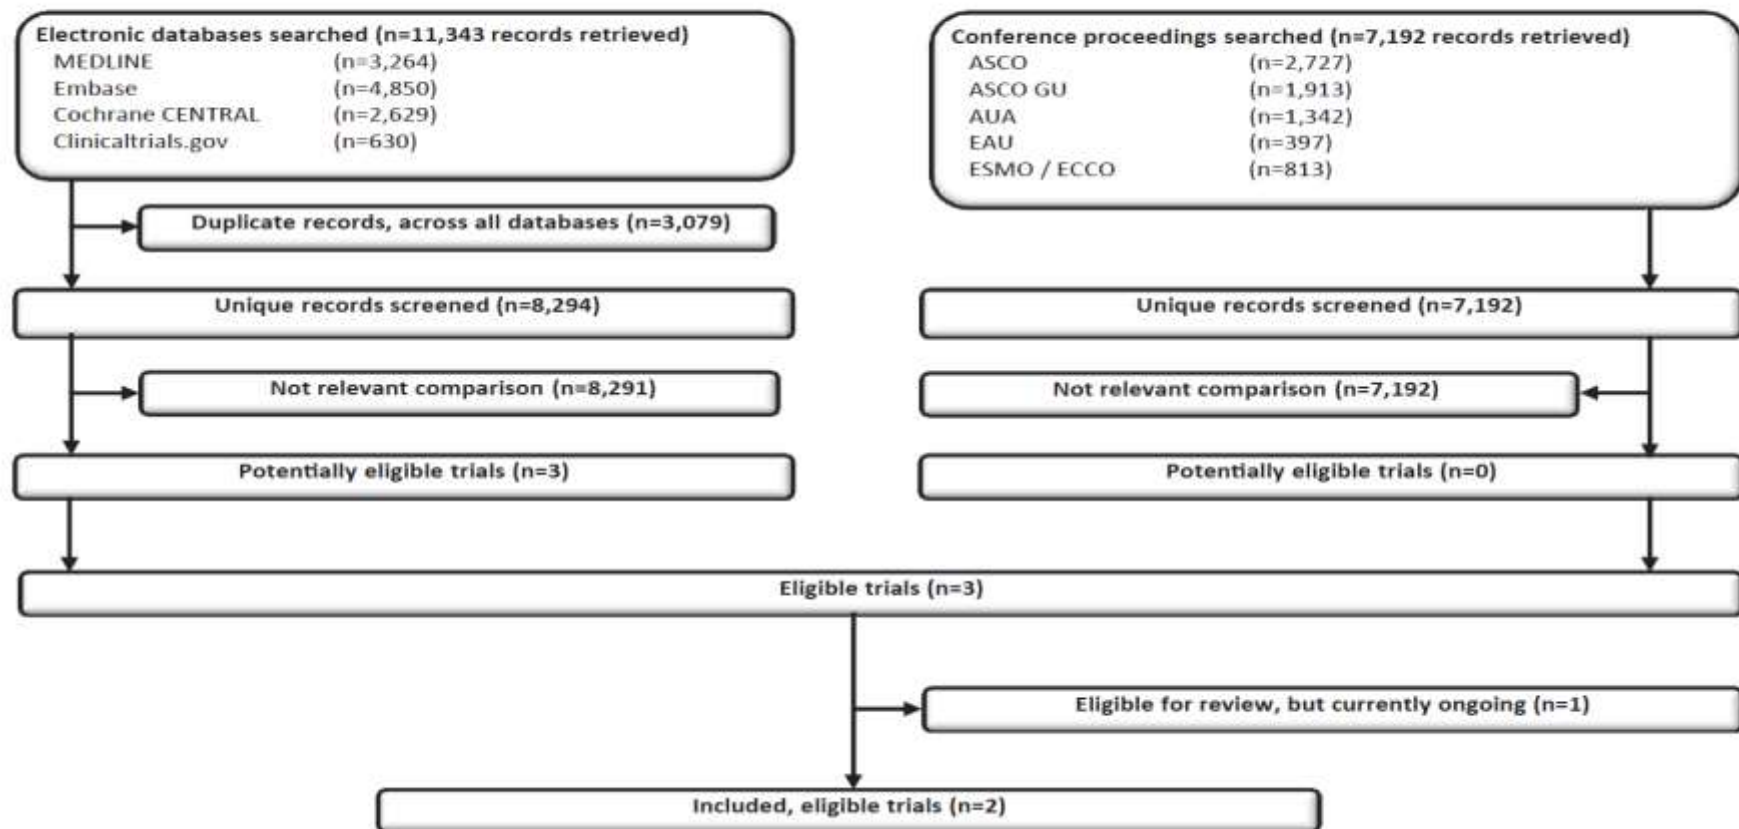 Electronic databases searched (n=11,343 records retrieved)
MEDLINE (n=3,264)
Embase (n=4,850)
Cochrane CENTRAL (n=2,629)
Clinicaltrials.gov (n=630)
Conference proceedings searched (n=7,192 records retrieved)
ASCO (n=2,727)
ASCO GU (n=1,913)
AUA (n=1,342)
EAU (n=397)
ESMO / ECCO (n=813)
Duplicate records, across all databases (n=3,079)
Unique records screened (n=8,294)
Unique records screened (n=7,192)
Not relevant comparison (n=8,291)
Not relevant comparison (n=7,192)
Potentially eligible trials (n=3)
Potentially eligible trials (n=0)
Eligible trials (n=3)
Eligible for review, but currently ongoing (n=1)
Included, eligible trials (n=2)